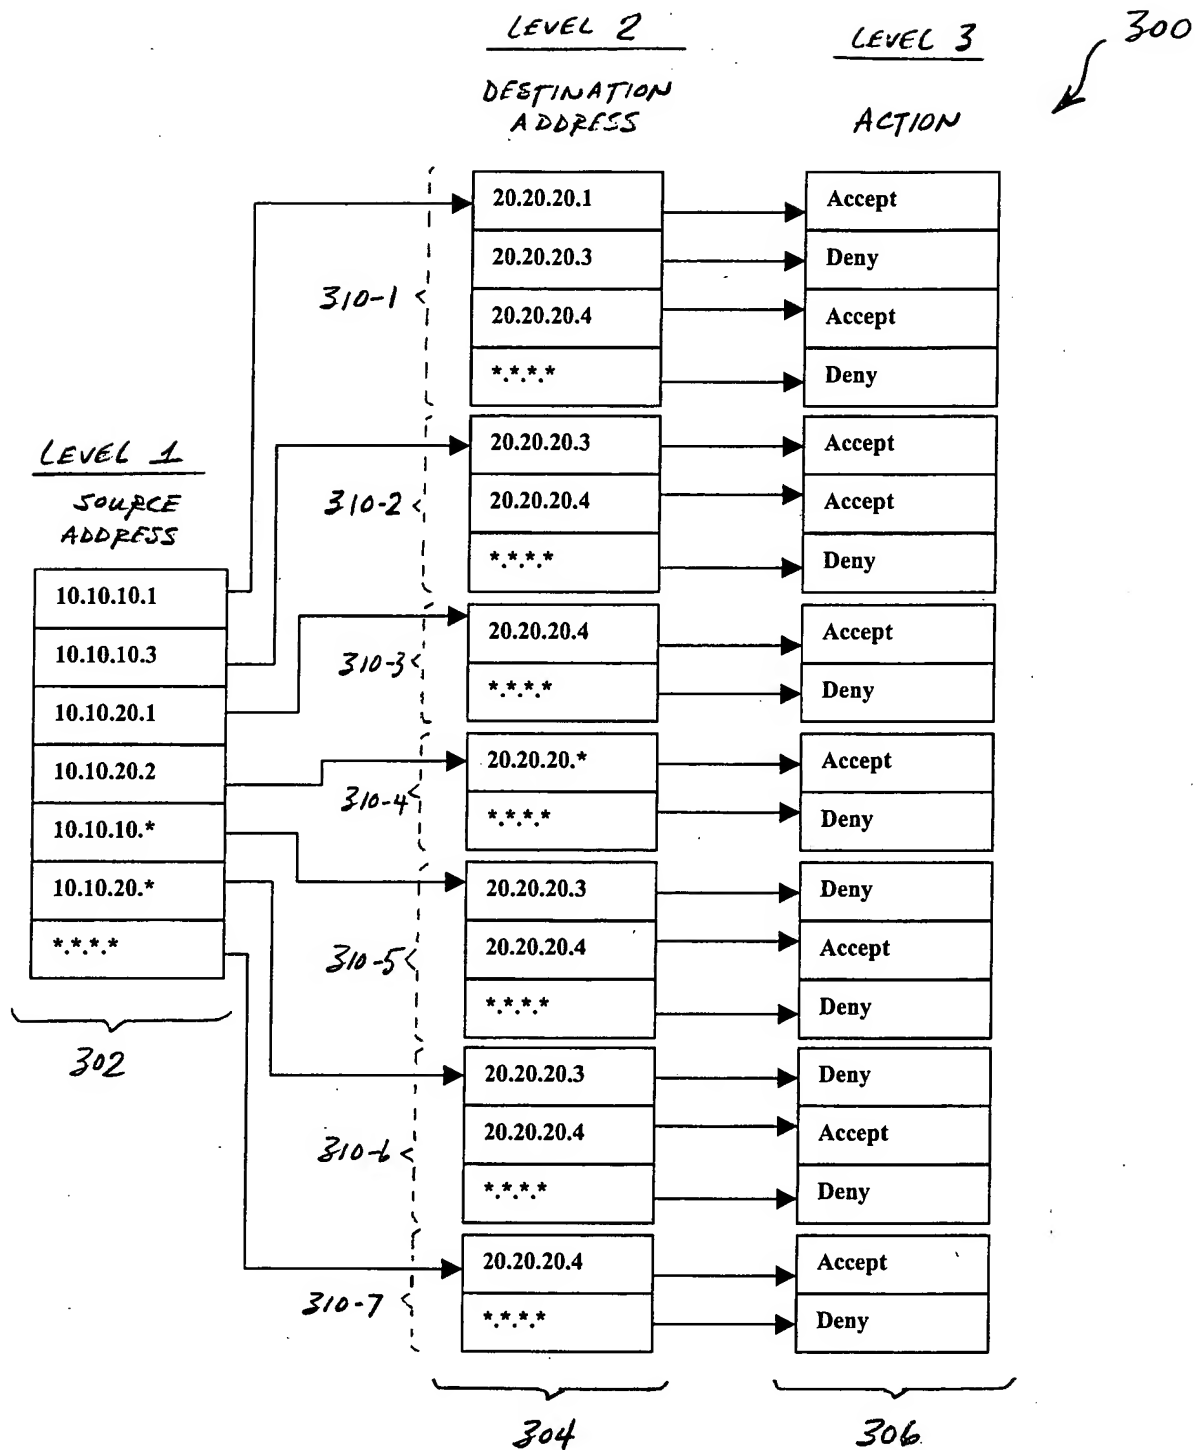 300
LEVEL 2
LEVEL 3
DESTINATION
ADDRESS
ACTION
310-1
20.20.20.1
Accept
20.20.20.3
Deny
20.20.20.4
Accept
*.*.*.*
Deny
310-2
20.20.20.3
Accept
20.20.20.4
Accept
*.*.*.*
Deny
LEVEL 1
SOURCE
ADDRESS
10.10.10.1
10.10.10.3
10.10.20.1
10.10.20.2
10.10.10.*
10.10.20.*
*.*.*.*
302
310-3
20.20.20.4
Accept
*.*.*.*
Deny
310-4
20.20.20.*
Accept
*.*.*.*
Deny
310-5
20.20.20.3
Deny
20.20.20.4
Accept
*.*.*.*
Deny
310-6
20.20.20.3
Deny
20.20.20.4
Accept
*.*.*.*
Deny
310-7
20.20.20.4
Accept
*.*.*.*
Deny
304
306